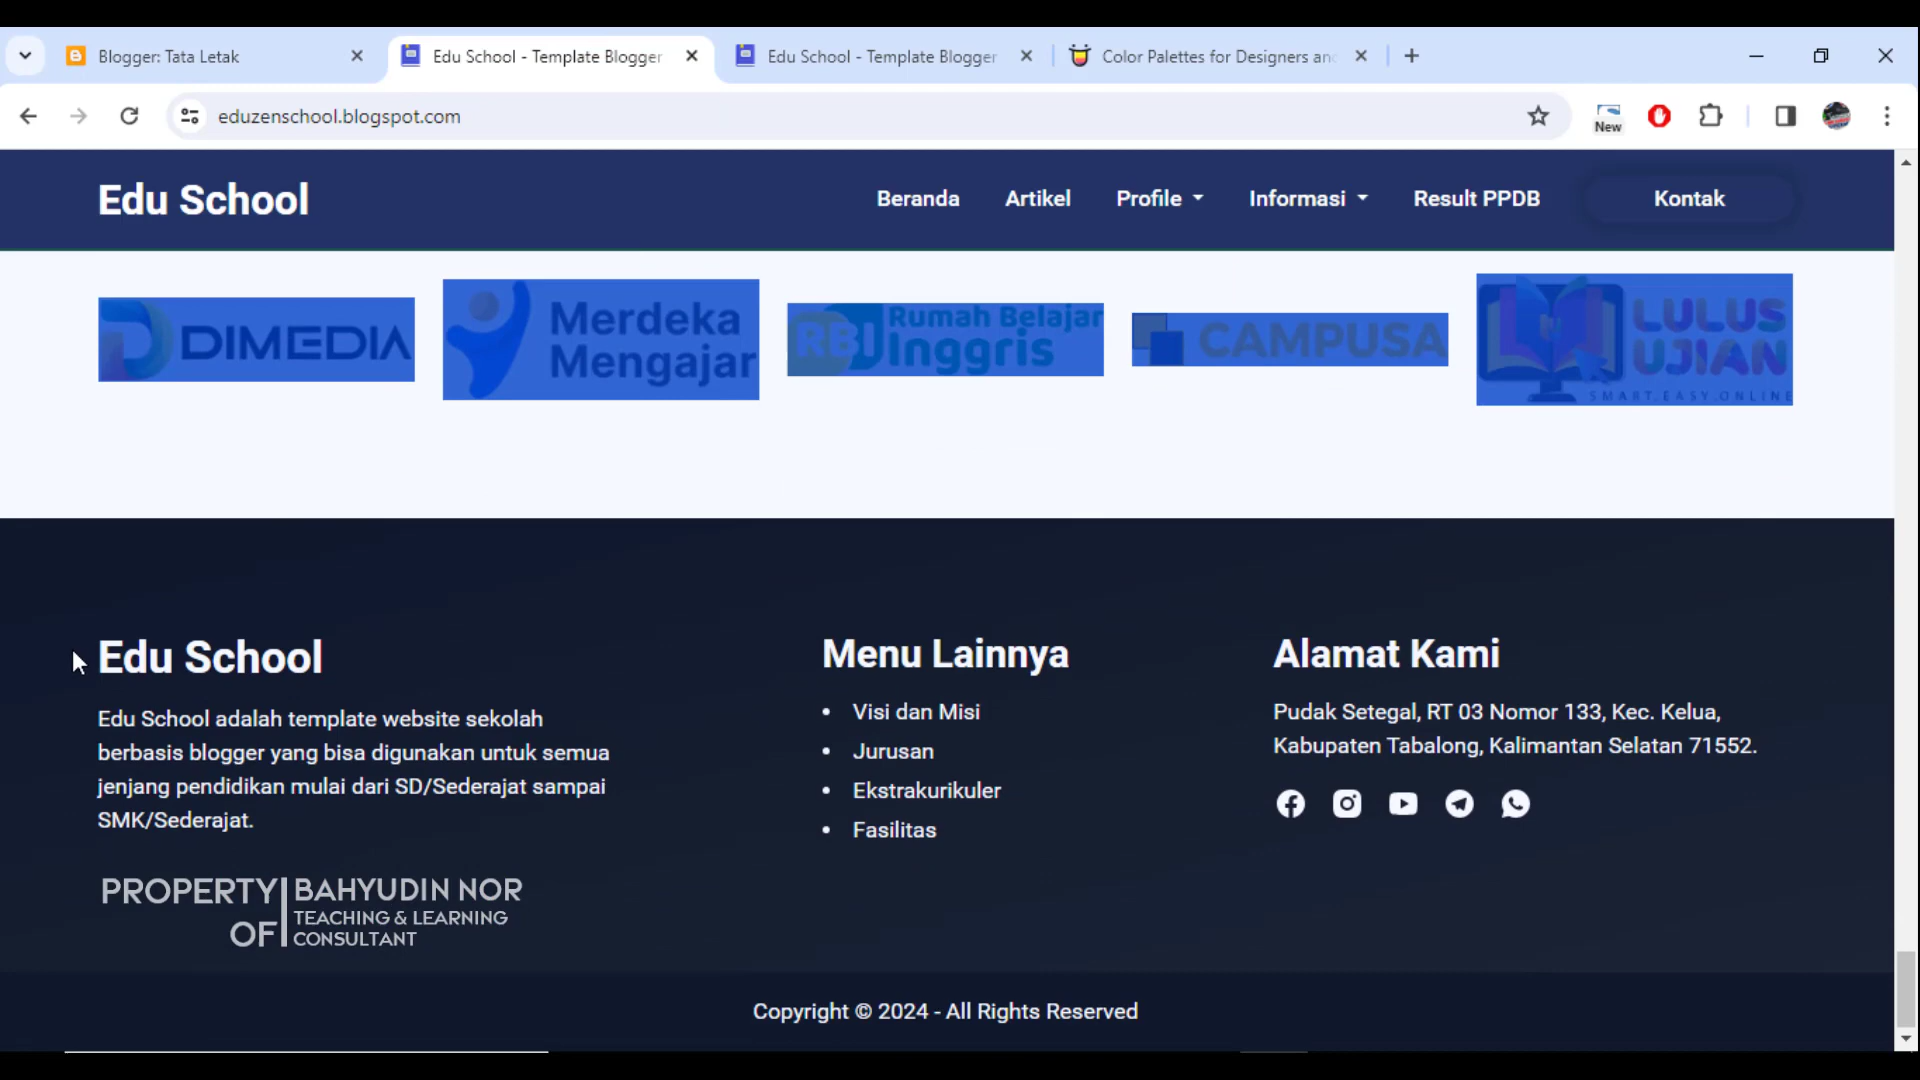 Blogger: Tata Letak
Edu School - Template Blogger
Edu School - Template Blogger
Color Palettes for Designers an
eduzenschool.blogspot.com
New
Edu School
Beranda
Artikel
Profile
Informasi
Result PPDB
Kontak
DIMEDIA
Merdeka
Mengajar
RBI
Rumah Belajar
Inggris
CAMPUSA
LULUS
UJIAN
SMART.EASY.ONLINE
Edu School
Edu School adalah template website sekolah
berbasis blogger yang bisa digunakan untuk semua
jenjang pendidikan mulai dari SD/Sederajat sampai
SMK/Sederajat.
Menu Lainnya
Visi dan Misi
Jurusan
Ekstrakurikuler
Fasilitas
Alamat Kami
Pudak Setegal, RT 03 Nomor 133, Kec. Kelua,
Kabupaten Tabalong, Kalimantan Selatan 71552.
PROPERTY OF
BAHYUDIN NOR
TEACHING & LEARNING
CONSULTANT
Copyright © 2024 - All Rights Reserved